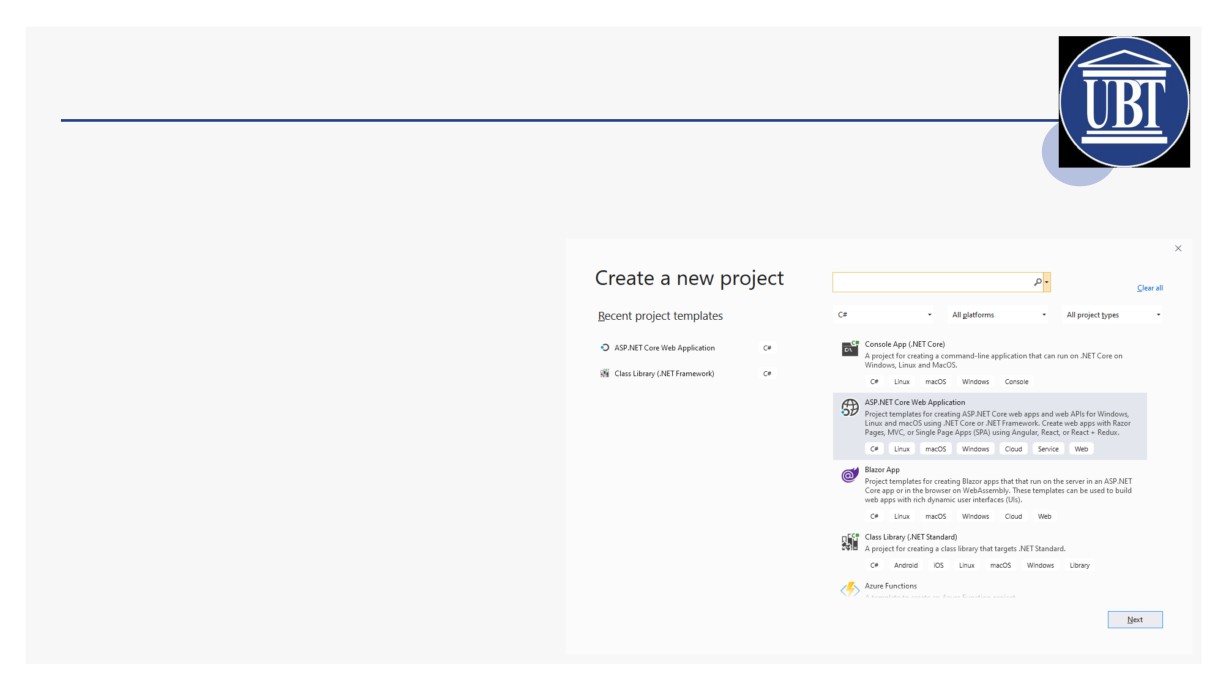 UBT
Create a new project
Clear all
Recent project templates
C#
All platforms
All project types
ASP.NET Core Web Application
C#
Class Library (.NET Framework)
C#
Console App (.NET Core)
A project for creating a command-line application that can run on .NET Core on
Windows, Linux and MacOS.
C# Linux macOS Windows Console
ASP.NET Core Web Application
Project templates for creating ASP.NET Core web apps and web APIs for Windows,
Linux and macOS using .NET Core or .NET Framework. Create web apps with Razor
Pages, MVC, or Single Page Apps (SPA) using Angular, React, or React + Redux.
C# Linux macOS Windows Cloud Service Web
Blazor App
Project templates for creating Blazor apps that that run on the server in an ASP.NET
Core app or in the browser on WebAssembly. These templates can be used to build
web apps with rich dynamic user interfaces (UIs).
C# Linux macOS Windows Cloud Web
Class Library (.NET Standard)
A project for creating a class library that targets .NET Standard.
C# Android iOS Linux macOS Windows Library
Azure Functions
Next